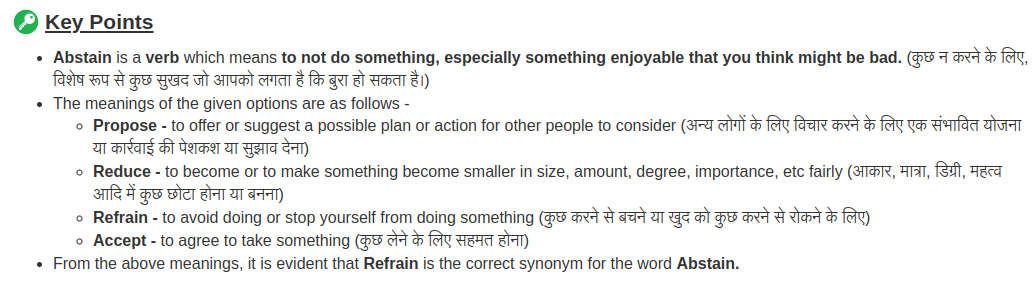 Key Points
Abstain is a verb which means to not do something, especially something enjoyable that you think might be bad. (कुछ न करने के लिए,
विशेष रूप से कुछ सुखद जो आपको लगता है कि बुरा हो सकता है।)
The meanings of the given options are as follows -
Propose - to offer or suggest a possible plan or action for other people to consider (अन्य लोगों के लिए विचार करने के लिए एक संभावित योजना
या कार्रवाई की पेशकश या सुझाव देना)
Reduce - to become or to make something become smaller in size, amount, degree, importance, etc fairly (आकार, मात्रा, डिग्री, महत्व
आदि में कुछ छोटा होना या बनना)
Refrain - to avoid doing or stop yourself from doing something (कुछ करने से बचने या खुद को कुछ करने से रोकने के लिए)
Accept - to agree to take something (कुछ लेने के लिए सहमत होना)
From the above meanings, it is evident that Refrain is the correct synonym for the word Abstain.